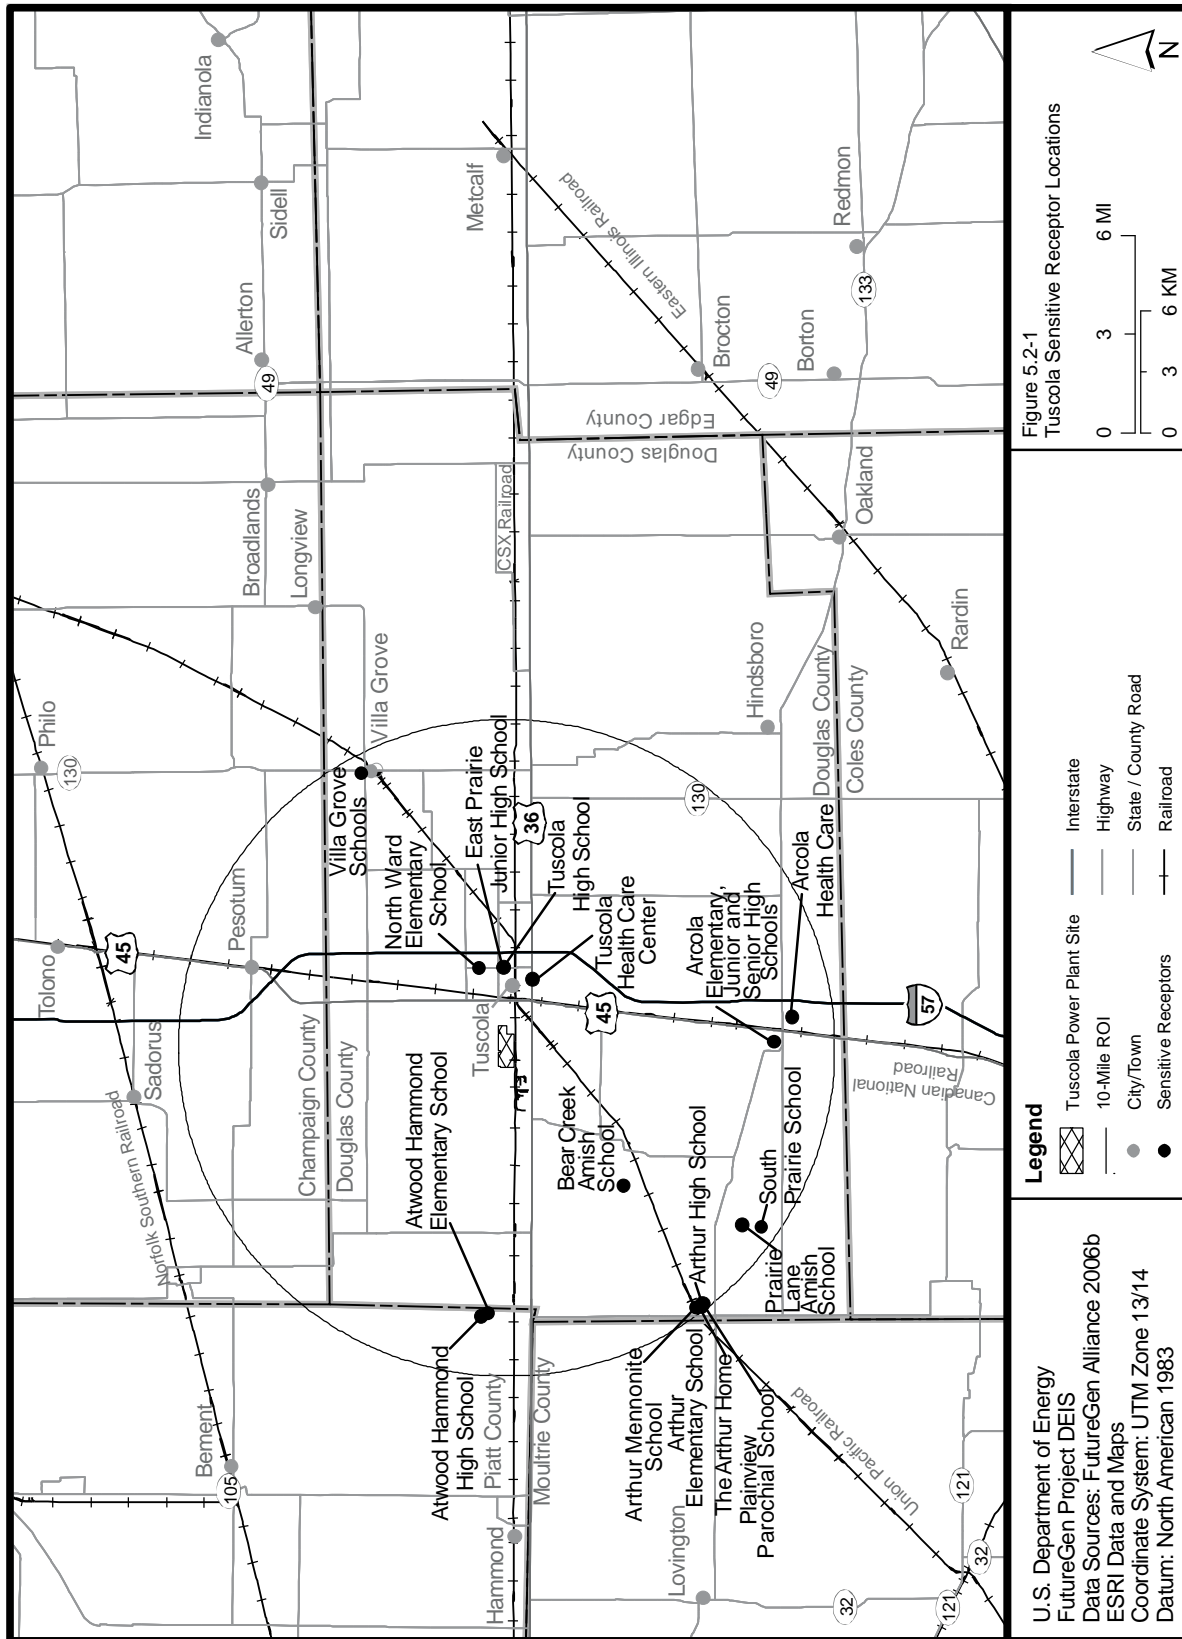 Indianola
Sidell
Allerton
49
Broadlands
Longview
Philo
130
Villa Grove
Villa Grove
Schools
Tolono
45
Pesotum
Sadorus
Norfolk Southern Railroad
Champaign County
Douglas County
Bement
105
Metcalf
Eastern Illinois Railroad
Redmon
133
Brocton
49
Borton
Edgar County
Douglas County
CSX Railroad
Oakland
Rardin
Hindsboro
Douglas County
Coles County
130
36
North Ward
Elementary
School
East Prairie
Junior High School
Tuscola
High School
Tuscola
Health Care
Center
Tuscola
45
Arcola
Elementary,
Junior and
Senior High
Schools
Arcola
Health Care
57
Canadian National
Railroad
Atwood Hammond
Elementary School
Atwood Hammond
High School
Bear Creek
Amish
School
Arthur High School
South
Prairie School
Prairie
Lane
Amish
School
Piatt County
Moultrie County
Arthur Mennonite
School
Arthur
Elementary School
The Arthur Home
Plainview
Parochial School
Union Pacific Railroad
Hammond
Lovington
32
121
121
32
U.S. Department of Energy
FutureGen Project DEIS
Data Sources: FutureGen Alliance 2006b
ESRI Data and Maps
Coordinate System: UTM Zone 13/14
Datum: North American 1983
Legend
Tuscola Power Plant Site
10-Mile ROI
City/Town
Sensitive Receptors
Interstate
Highway
State / County Road
Railroad
Figure 5.2-1
Tuscola Sensitive Receptor Locations
0 3 6 MI
0 3 6 KM
N